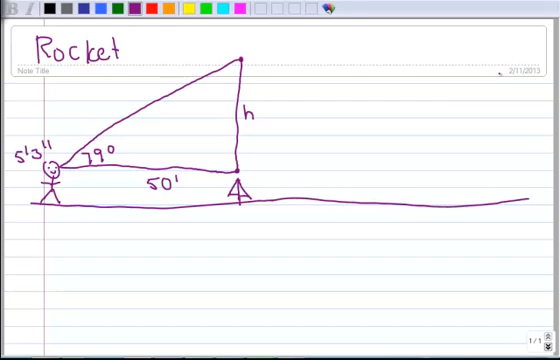 B I
Rocket
Note Title
2/11/2013
h
5'3"
79°
50'
1/1